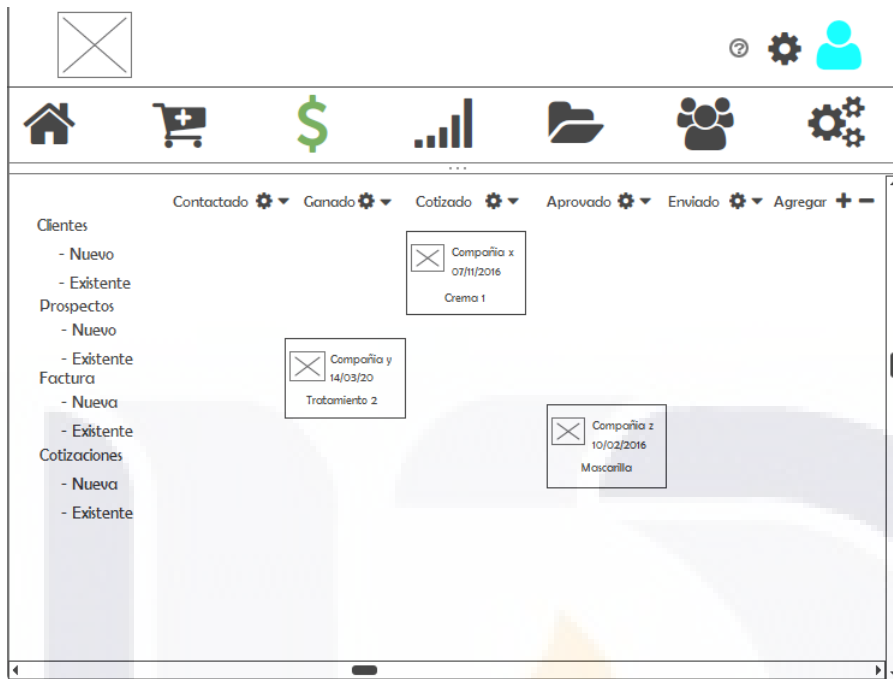 Contactado Ganado Cotizado Aprovado Enviado Agregar
Clientes
- Nuevo
- Existente
Prospectos
- Nuevo
- Existente
Factura
- Nueva
- Existente
Cotizaciones
- Nueva
- Existente
Compañia x
07/11/2016
Crema 1
Compañia y
14/03/20
Tratamiento 2
Compañia z
10/02/2016
Mascarilla